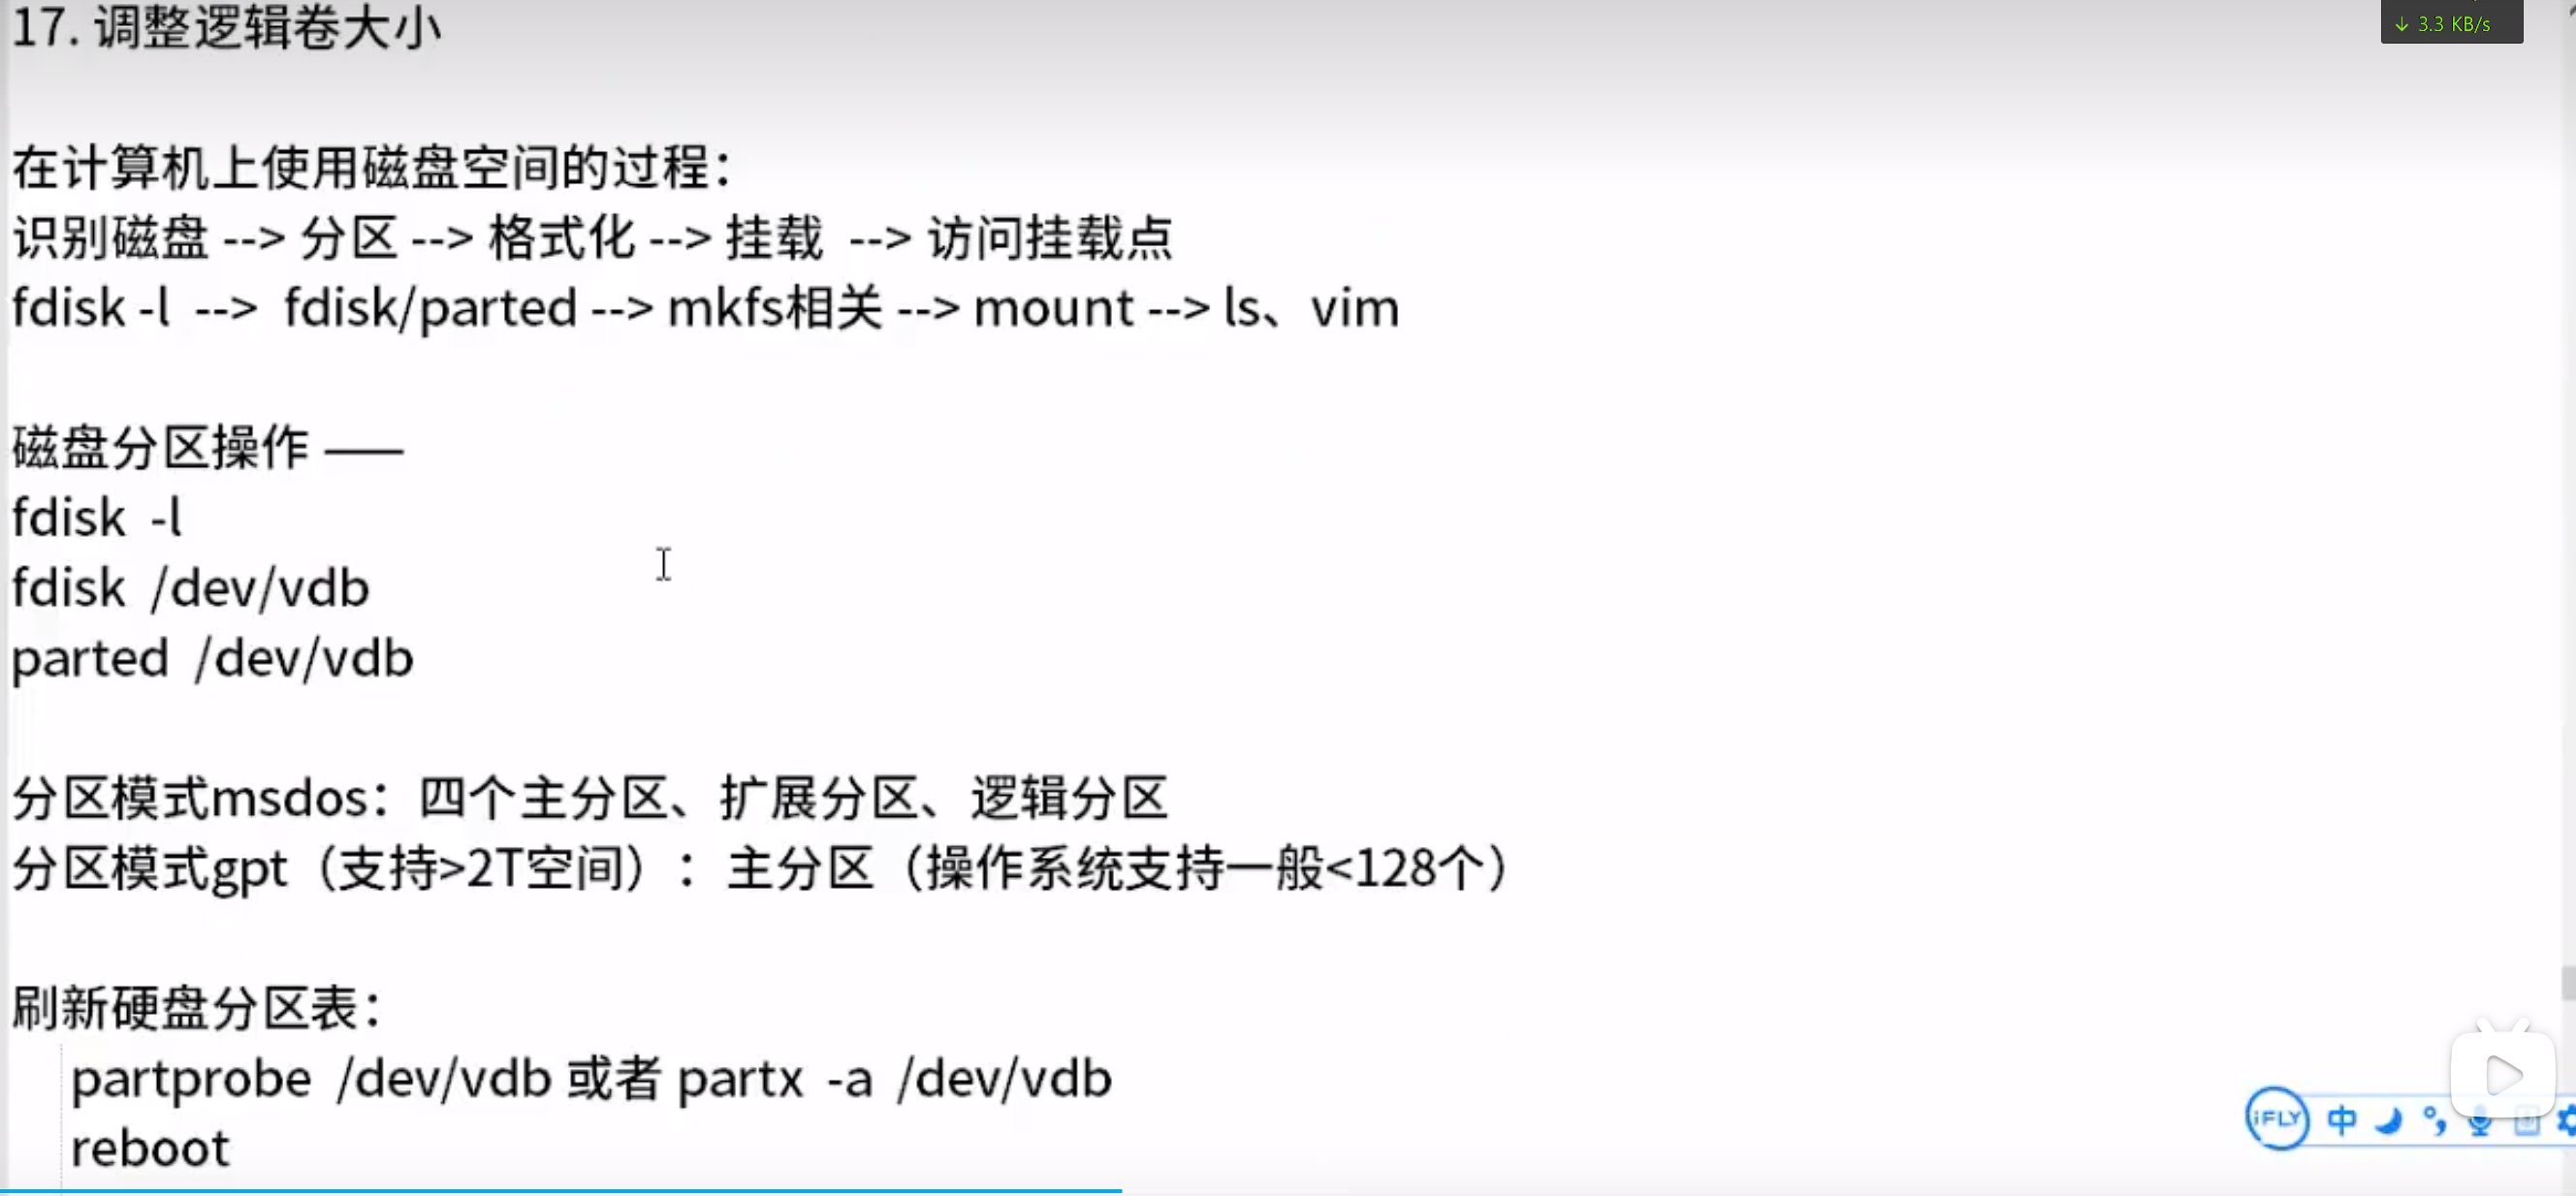 17. 调整逻辑卷大小
↓ 3.3 KB/s
在计算机上使用磁盘空间的过程：
识别磁盘 --> 分区 --> 格式化 --> 挂载 --> 访问挂载点
fdisk -l --> fdisk/parted --> mkfs相关 --> mount --> ls、vim
磁盘分区操作 ——
fdisk -l
fdisk /dev/vdb
parted /dev/vdb
分区模式msdos：四个主分区、扩展分区、逻辑分区
分区模式gpt（支持>2T空间）：主分区（操作系统支持一般<128个）
刷新硬盘分区表：
partprobe /dev/vdb 或者 partx -a /dev/vdb
reboot
iFLY 中